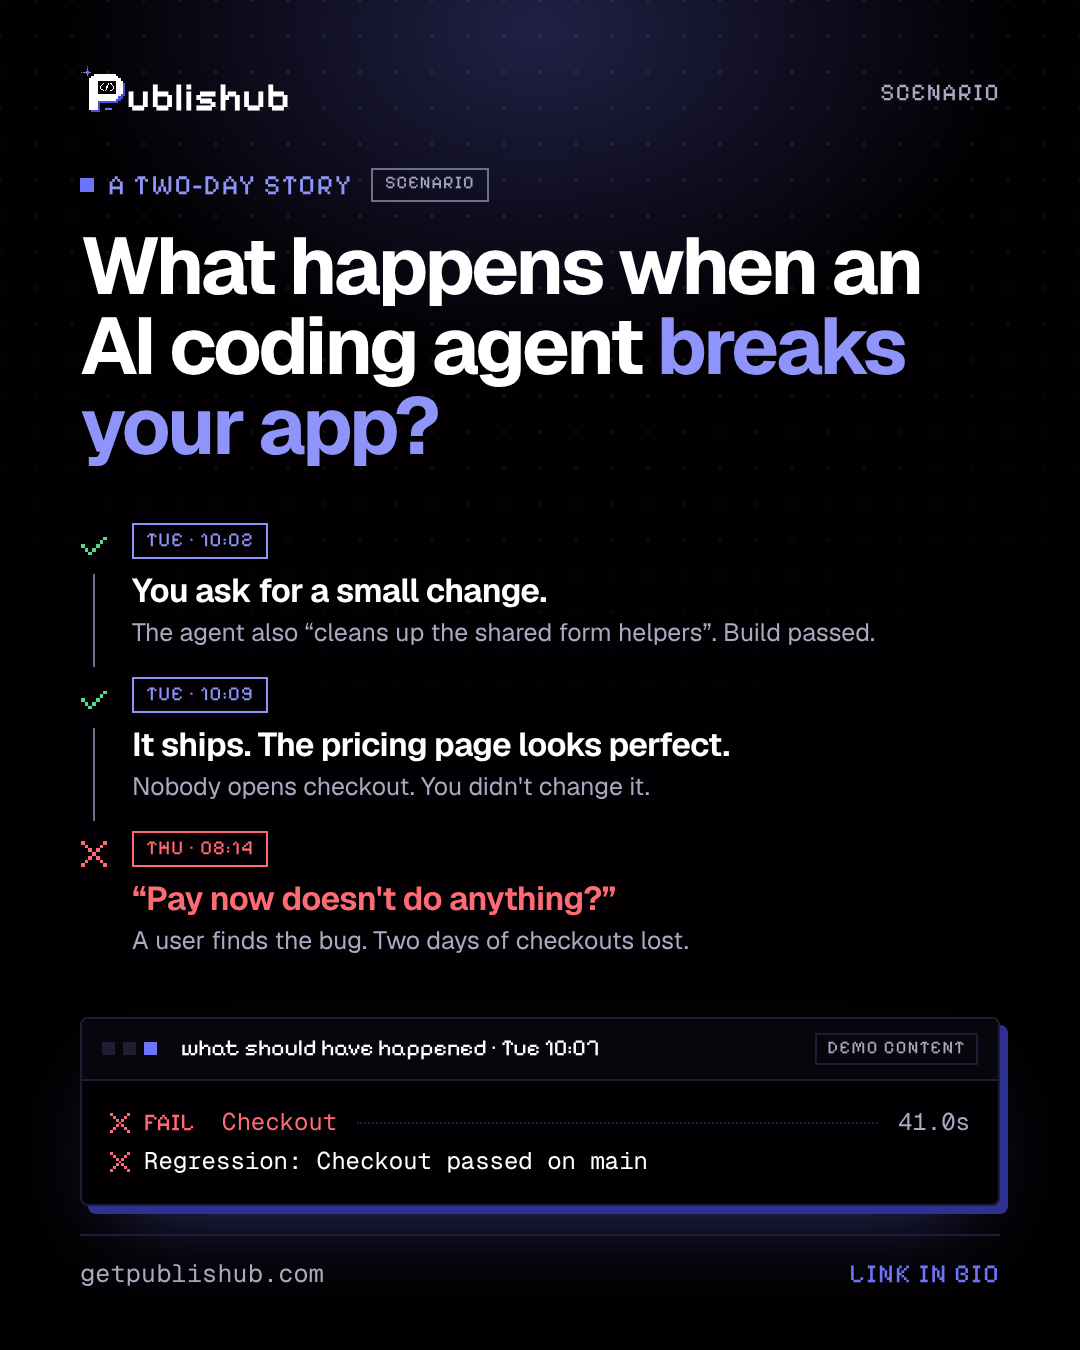 Publishub
SCENARIO
A TWO-DAY STORY
SCENARIO
What happens when an
AI coding agent breaks
your app?
TUE · 10:02
You ask for a small change.
The agent also “cleans up the shared form helpers”. Build passed.
TUE · 10:09
It ships. The pricing page looks perfect.
Nobody opens checkout. You didn't change it.
THU · 08:14
“Pay now doesn't do anything?”
A user finds the bug. Two days of checkouts lost.
what should have happened · Tue 10:07
DEMO CONTENT
FAIL Checkout 41.0s
Regression: Checkout passed on main
getpublishub.com
LINK IN BIO